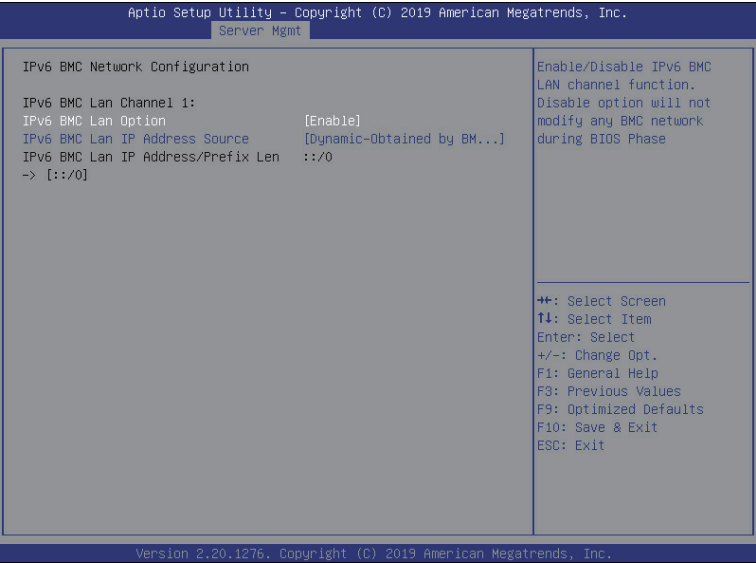 Aptio Setup Utility – Copyright (C) 2019 American Megatrends, Inc.
Server Mgmt
IPv6 BMC Network Configuration
IPv6 BMC Lan Channel 1:
IPv6 BMC Lan Option [Enable]
IPv6 BMC Lan IP Address Source [Dynamic-Obtained by BM...]
IPv6 BMC Lan IP Address/Prefix Len ::/0
-> [::/0]
Enable/Disable IPv6 BMC
LAN channel function.
Disable option will not
modify any BMC network
during BIOS Phase
→←: Select Screen
↑↓: Select Item
Enter: Select
+/-: Change Opt.
F1: General Help
F3: Previous Values
F9: Optimized Defaults
F10: Save & Exit
ESC: Exit
Version 2.20.1276. Copyright (C) 2019 American Megatrends, Inc.